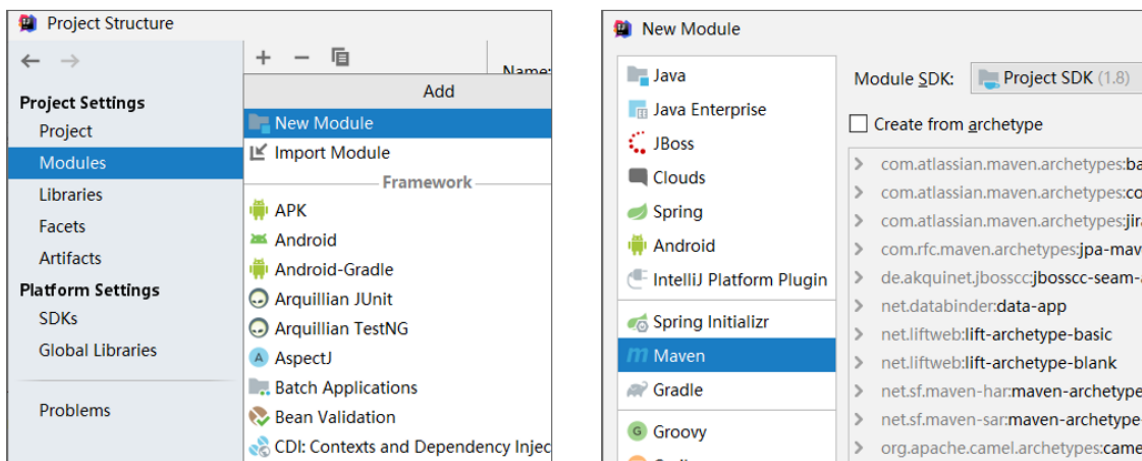 Project Structure
Name:
Add
Project Settings
Project
Modules
Libraries
Facets
Artifacts
Platform Settings
SDKs
Global Libraries
Problems
New Module
Import Module
Framework
APK
Android
Android-Gradle
Arquillian JUnit
Arquillian TestNG
AspectJ
Batch Applications
Bean Validation
CDI: Contexts and Dependency Injec
New Module
Java
Java Enterprise
JBoss
Clouds
Spring
Android
IntelliJ Platform Plugin
Spring Initializr
Maven
Gradle
Groovy
Module SDK: Project SDK (1.8)
Create from archetype
com.atlassian.maven.archetypes:ba
com.atlassian.maven.archetypes:co
com.atlassian.maven.archetypes:jira
com.rfc.maven.archetypes:jpa-mav
de.akquinet.jbosscc:jbosscc-seam-
net.databinder:data-app
net.liftweb:lift-archetype-basic
net.liftweb:lift-archetype-blank
net.sf.maven-har:maven-archetype
net.sf.maven-sar:maven-archetype
org.apache.camel.archetypes:came